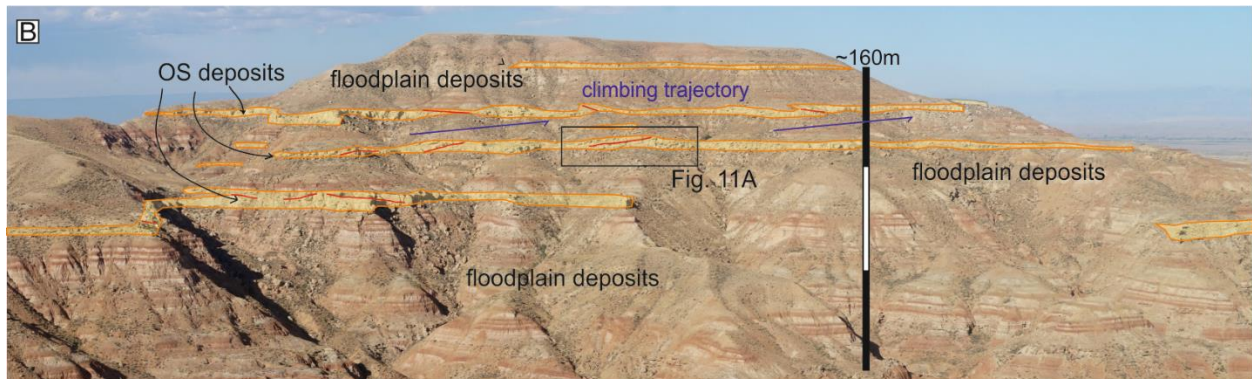 B
OS deposits
floodplain deposits
~160m
climbing trajectory
Fig. 11A
floodplain deposits
floodplain deposits